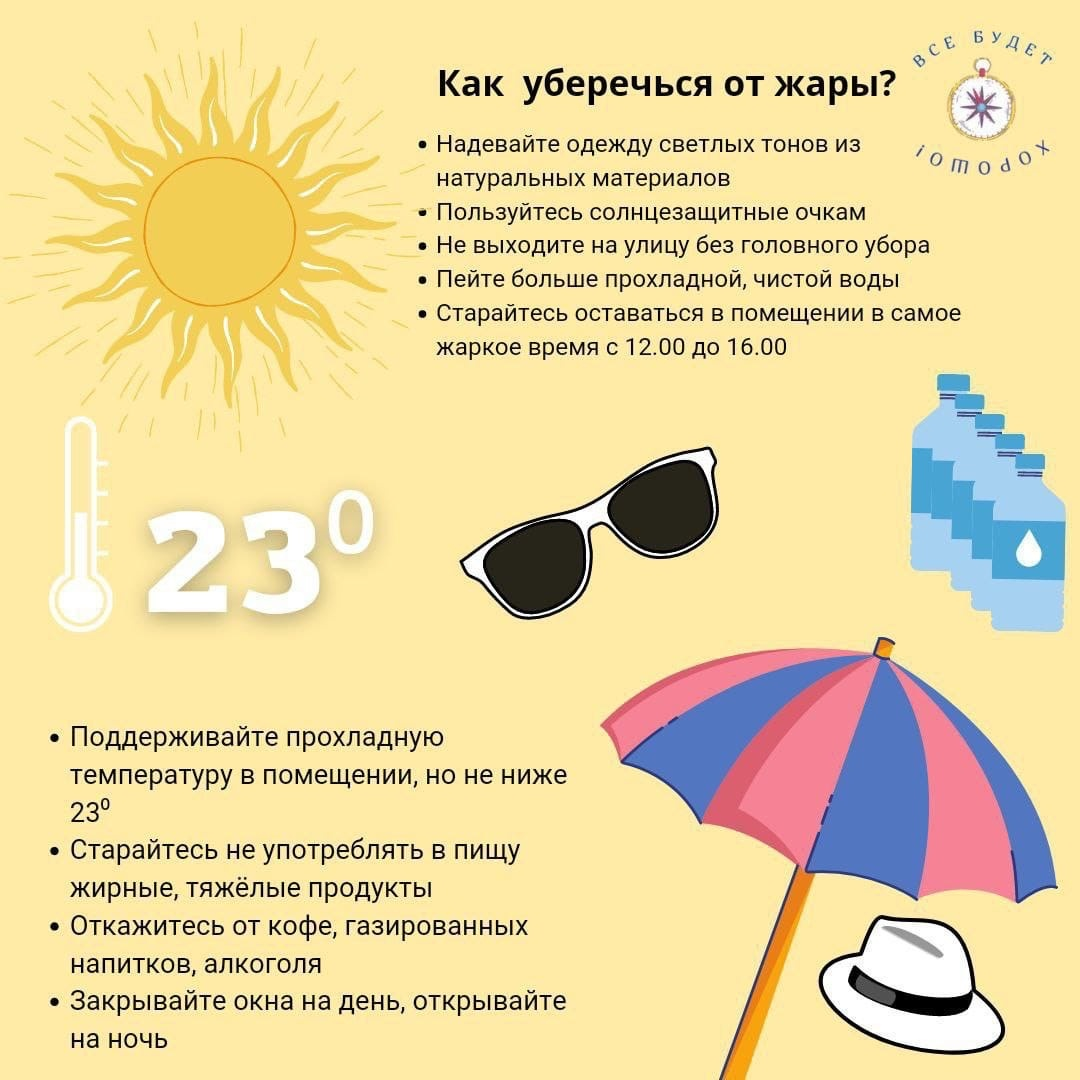 Как уберечься от жары?
ВСЕ БУДЕТ
ХОРОШО!
• Надевайте одежду светлых тонов из
натуральных материалов
• Пользуйтесь солнцезащитные очкам
• Не выходите на улицу без головного убора
• Пейте больше прохладной, чистой воды
• Старайтесь оставаться в помещении в самое
жаркое время с 12.00 до 16.00
23⁰
• Поддерживайте прохладную
температуру в помещении, но не ниже
23⁰
• Старайтесь не употреблять в пищу
жирные, тяжёлые продукты
• Откажитесь от кофе, газированных
напитков, алкоголя
• Закрывайте окна на день, открывайте
на ночь